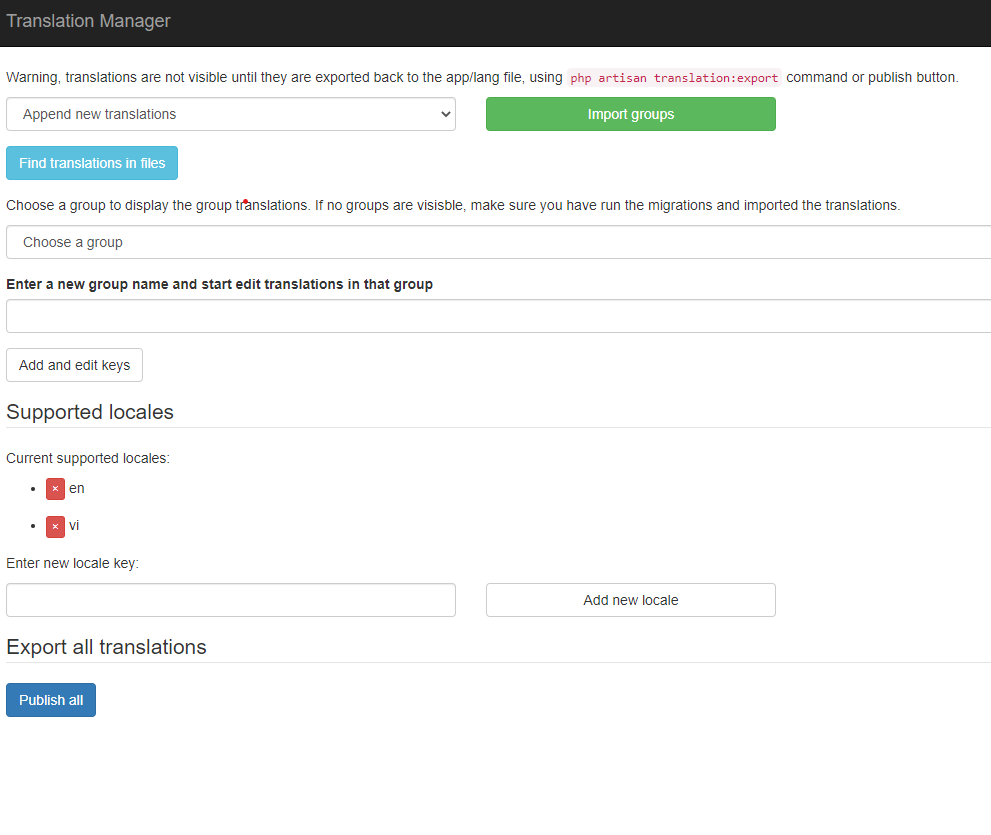 Translation Manager
Warning, translations are not visible until they are exported back to the app/lang file, using php artisan translation:export command or publish button.
Append new translations
Import groups
Find translations in files
Choose a group to display the group translations. If no groups are visisble, make sure you have run the migrations and imported the translations.
Choose a group
Enter a new group name and start edit translations in that group
Add and edit keys
Supported locales
Current supported locales:
× en
× vi
Enter new locale key:
Add new locale
Export all translations
Publish all